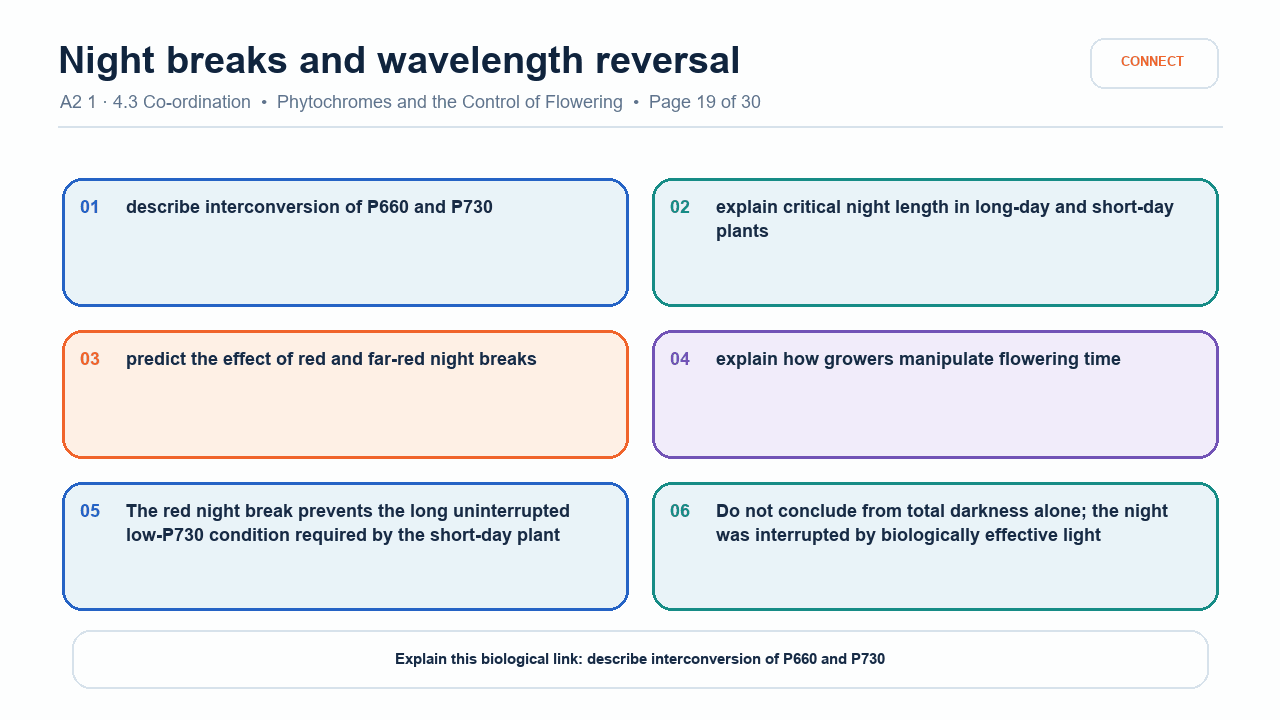 Night breaks and wavelength reversal
CONNECT
A2 1 · 4.3 Co-ordination • Phytochromes and the Control of Flowering • Page 19 of 30
01 describe interconversion of P660 and P730
02 explain critical night length in long-day and short-day
plants
03 predict the effect of red and far-red night breaks
04 explain how growers manipulate flowering time
05 The red night break prevents the long uninterrupted
low-P730 condition required by the short-day plant
06 Do not conclude from total darkness alone; the night
was interrupted by biologically effective light
Explain this biological link: describe interconversion of P660 and P730